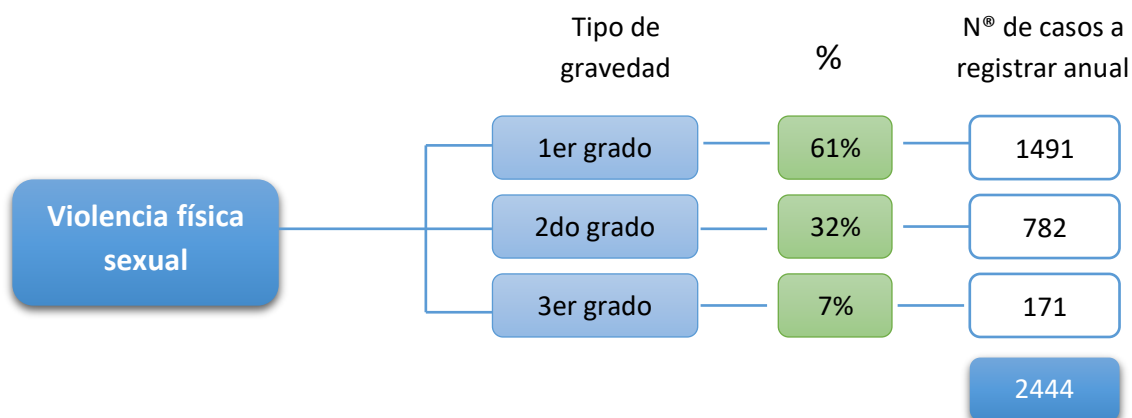 Tipo de
gravedad
%
N® de casos a
registrar anual
Violencia física
sexual
1er grado
61%
1491
2do grado
32%
782
3er grado
7%
171
2444